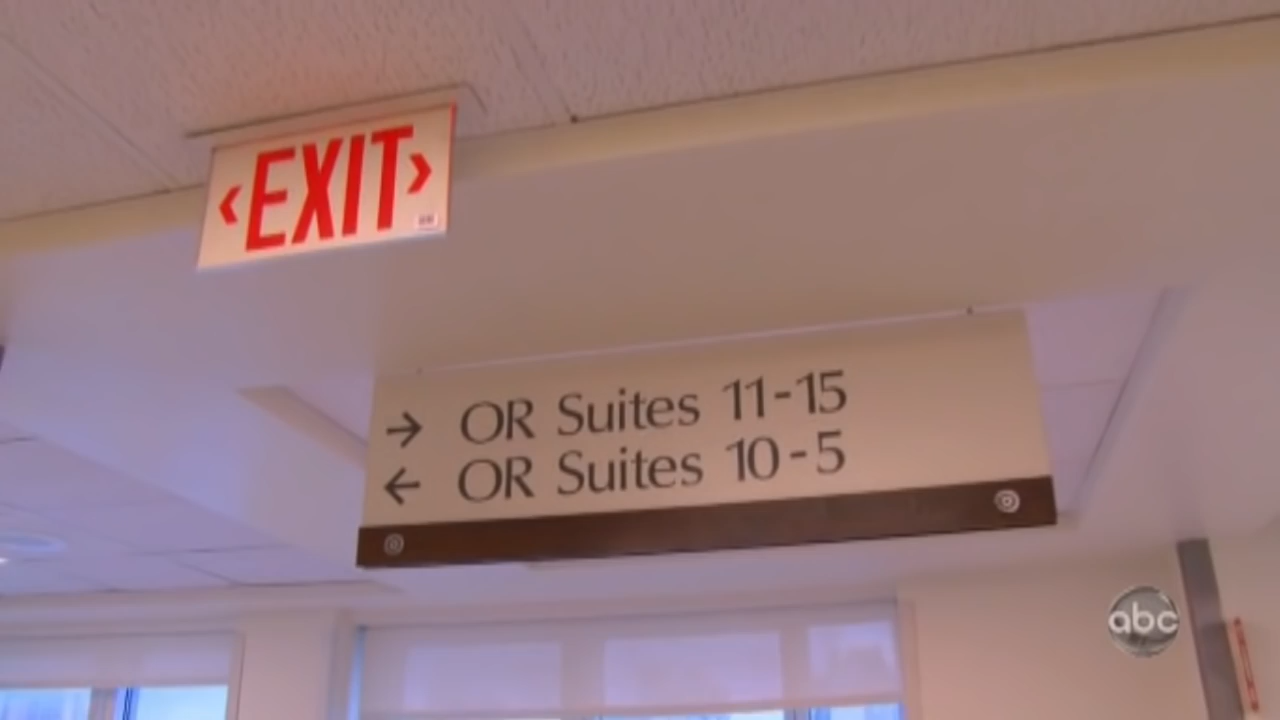 ‹EXIT›
→ OR Suites 11-15
← OR Suites 10-5
abc